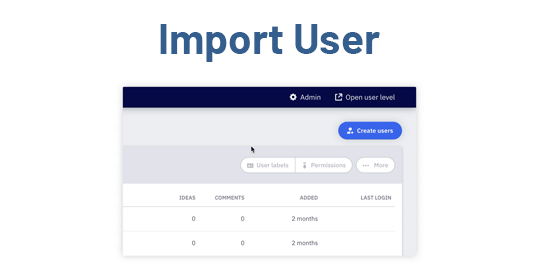 Import User
Admin Open user level
Create users
User labels Permissions ··· More
IDEAS COMMENTS ADDED LAST LOGIN
0 0 2 months
0 0 2 months